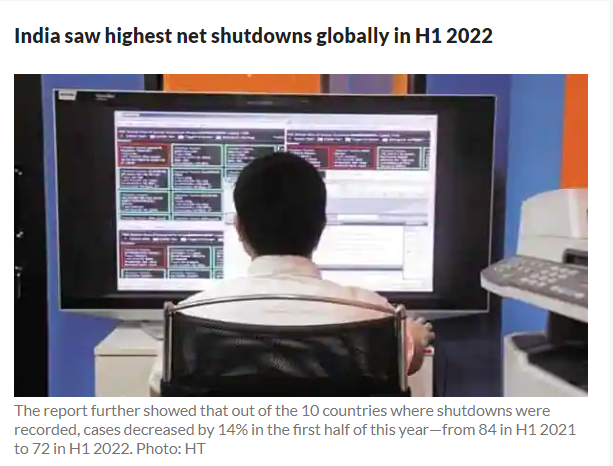 India saw highest net shutdowns globally in H1 2022
The report further showed that out of the 10 countries where shutdowns were
recorded, cases decreased by 14% in the first half of this year—from 84 in H1 2021
to 72 in H1 2022. Photo: HT